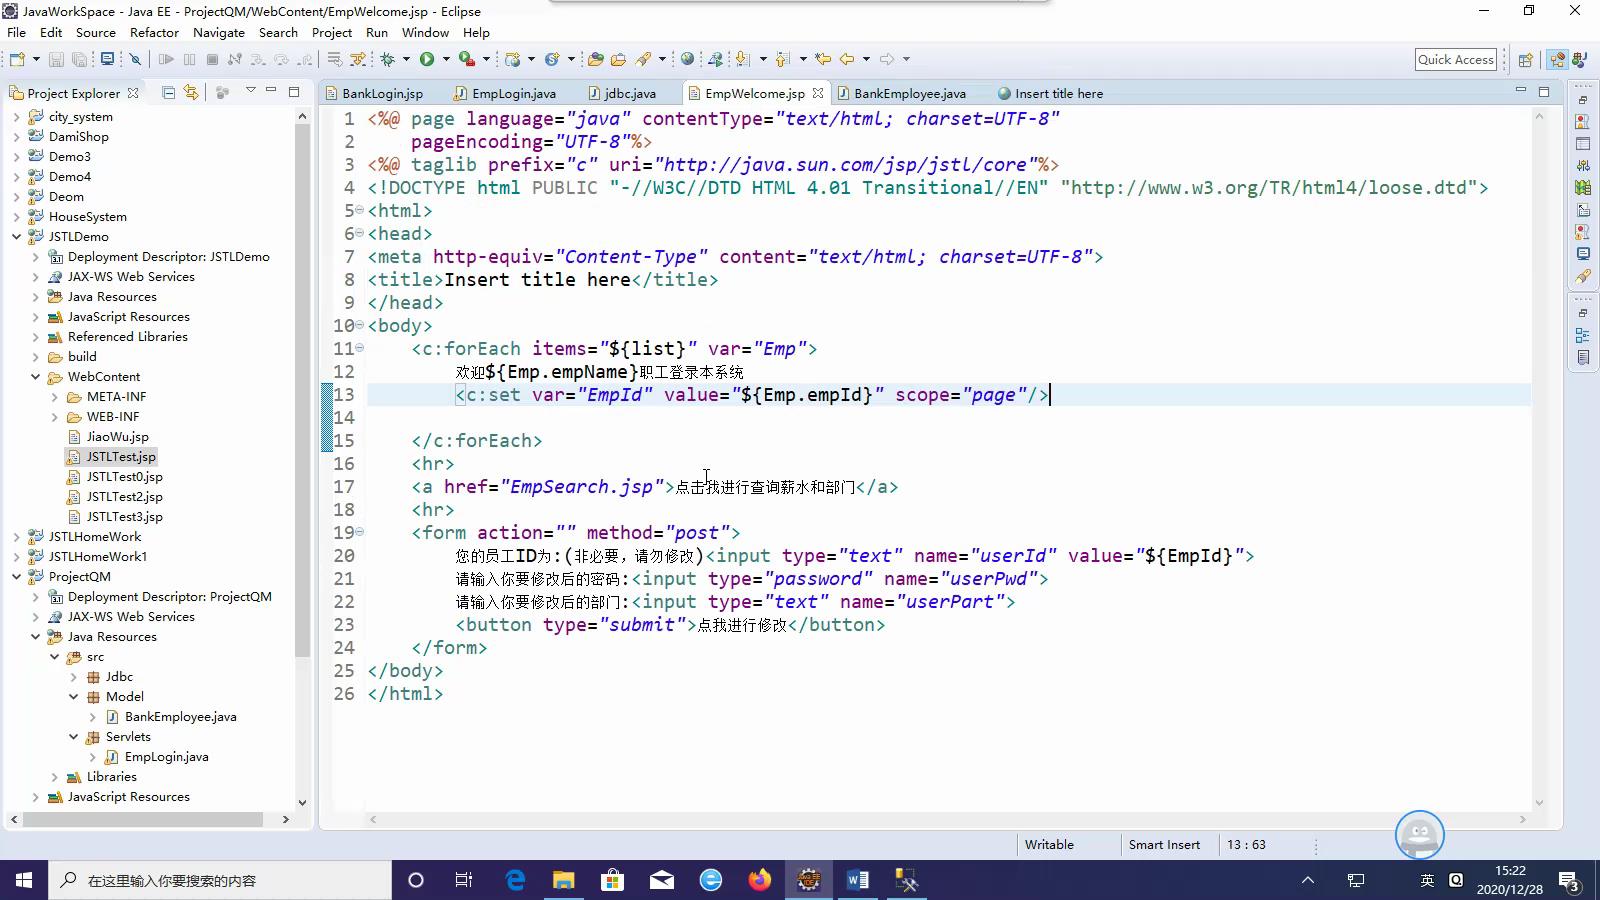 JavaWorkSpace - Java EE - ProjectQM/WebContent/EmpWelcome.jsp - Eclipse
File Edit Source Refactor Navigate Search Project Run Window Help
Quick Access
Project Explorer
BankLogin.jsp EmpLogin.java jdbc.java EmpWelcome.jsp BankEmployee.java Insert title here
city_system
DamiShop
Demo3
Demo4
Deom
HouseSystem
JSTLDemo
Deployment Descriptor: JSTLDemo
JAX-WS Web Services
Java Resources
JavaScript Resources
Referenced Libraries
build
WebContent
META-INF
WEB-INF
JiaoWu.jsp
JSTLTest.jsp
JSTLTest0.jsp
JSTLTest2.jsp
JSTLTest3.jsp
JSTLHomeWork
JSTLHomeWork1
ProjectQM
Deployment Descriptor: ProjectQM
JAX-WS Web Services
Java Resources
src
Jdbc
Model
BankEmployee.java
Servlets
EmpLogin.java
Libraries
JavaScript Resources
1 <%@ page language="java" contentType="text/html; charset=UTF-8"
2 pageEncoding="UTF-8"%>
3 <%@ taglib prefix="c" uri="http://java.sun.com/jsp/jstl/core"%>
4 <!DOCTYPE html PUBLIC "-//W3C//DTD HTML 4.01 Transitional//EN" "http://www.w3.org/TR/html4/loose.dtd">
5 <html>
6 <head>
7 <meta http-equiv="Content-Type" content="text/html; charset=UTF-8">
8 <title>Insert title here</title>
9 </head>
10 <body>
11 <c:forEach items="${list}" var="Emp">
12 欢迎${Emp.empName}职工登录本系统
13 <c:set var="EmpId" value="${Emp.empId}" scope="page"/>
14
15 </c:forEach>
16 <hr>
17 <a href="EmpSearch.jsp">点击我进行查询薪水和部门</a>
18 <hr>
19 <form action="" method="post">
20 您的员工ID为:(非必要，请勿修改)<input type="text" name="userId" value="${EmpId}">
21 请输入你要修改后的密码:<input type="password" name="userPwd">
22 请输入你要修改后的部门:<input type="text" name="userPart">
23 <button type="submit">点我进行修改</button>
24 </form>
25 </body>
26 </html>
Writable Smart Insert 13 : 63
在这里输入你要搜索的内容
英
15:22
2020/12/28
3